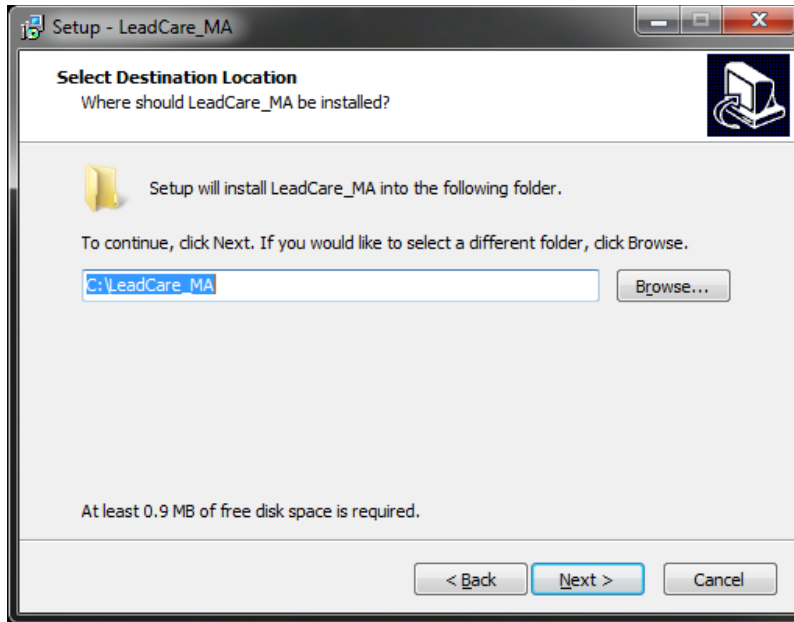 Setup - LeadCare_MA
Select Destination Location
Where should LeadCare_MA be installed?
Setup will install LeadCare_MA into the following folder.
To continue, click Next. If you would like to select a different folder, click Browse.
C:\LeadCare_MA
Browse...
At least 0.9 MB of free disk space is required.
< Back
Next >
Cancel